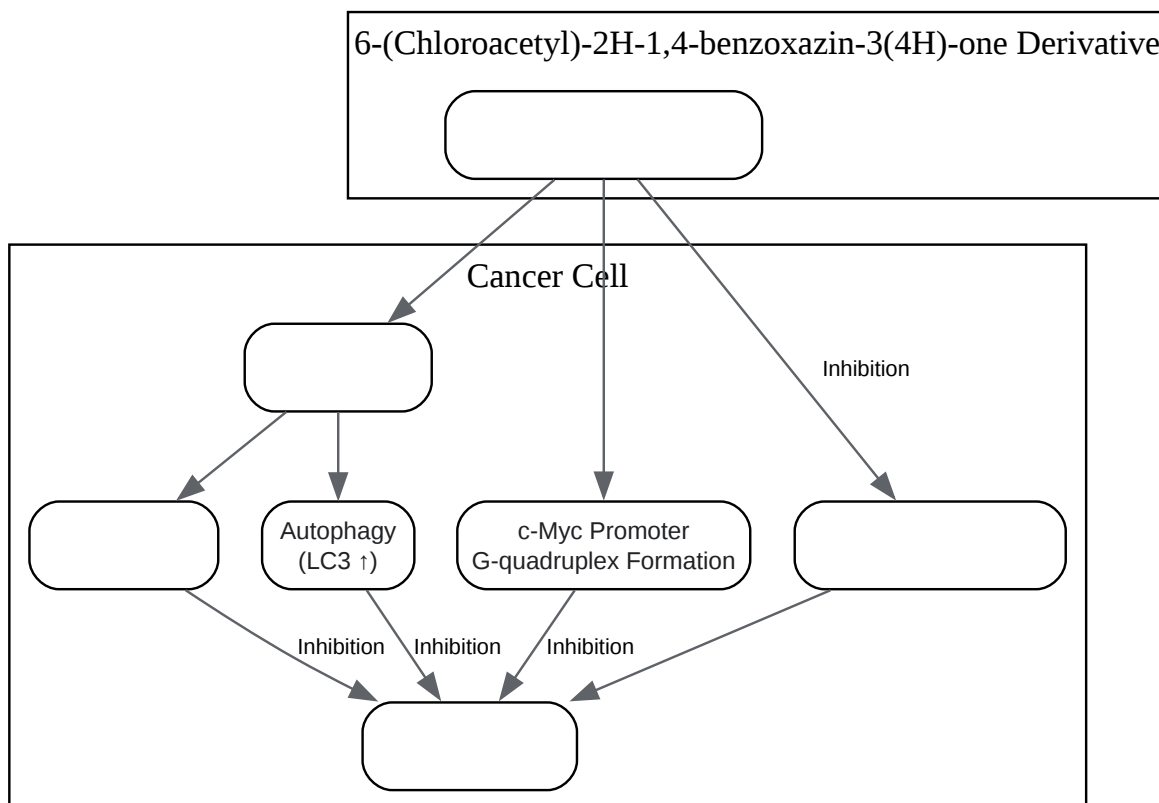 6-(Chloroacetyl)-2H-1,4-benzoxazin-3(4H)-one Derivative
Cancer Cell
Inhibition
Autophagy
(LC3 ↑)
c-Myc Promoter
G-quadruplex Formation
Inhibition
Inhibition
Inhibition